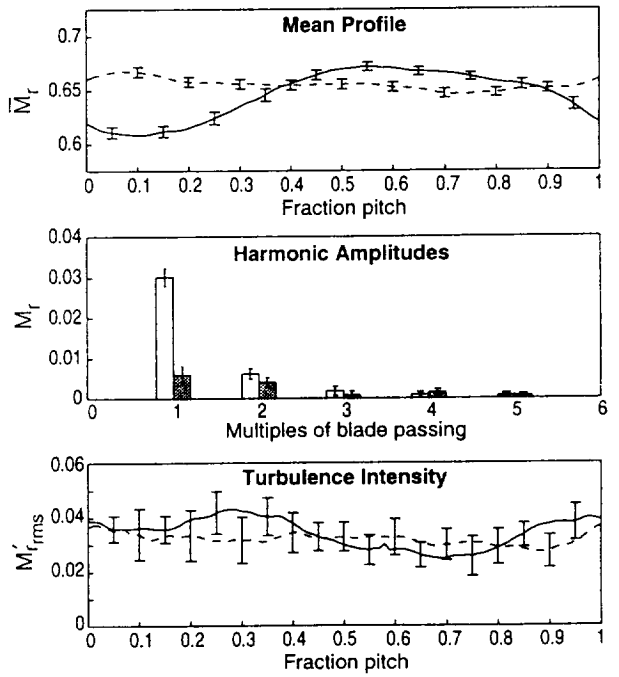 Mean Profile
0.7
0.65
0.6
M̅r
0 0.1 0.2 0.3 0.4 0.5 0.6 0.7 0.8 0.9 1
Fraction pitch
Harmonic Amplitudes
0.04
0.03
0.02
0.01
0
Mr
0 1 2 3 4 5 6
Multiples of blade passing
Turbulence Intensity
0.06
0.04
0.02
0
M′rrms
0 0.1 0.2 0.3 0.4 0.5 0.6 0.7 0.8 0.9 1
Fraction pitch